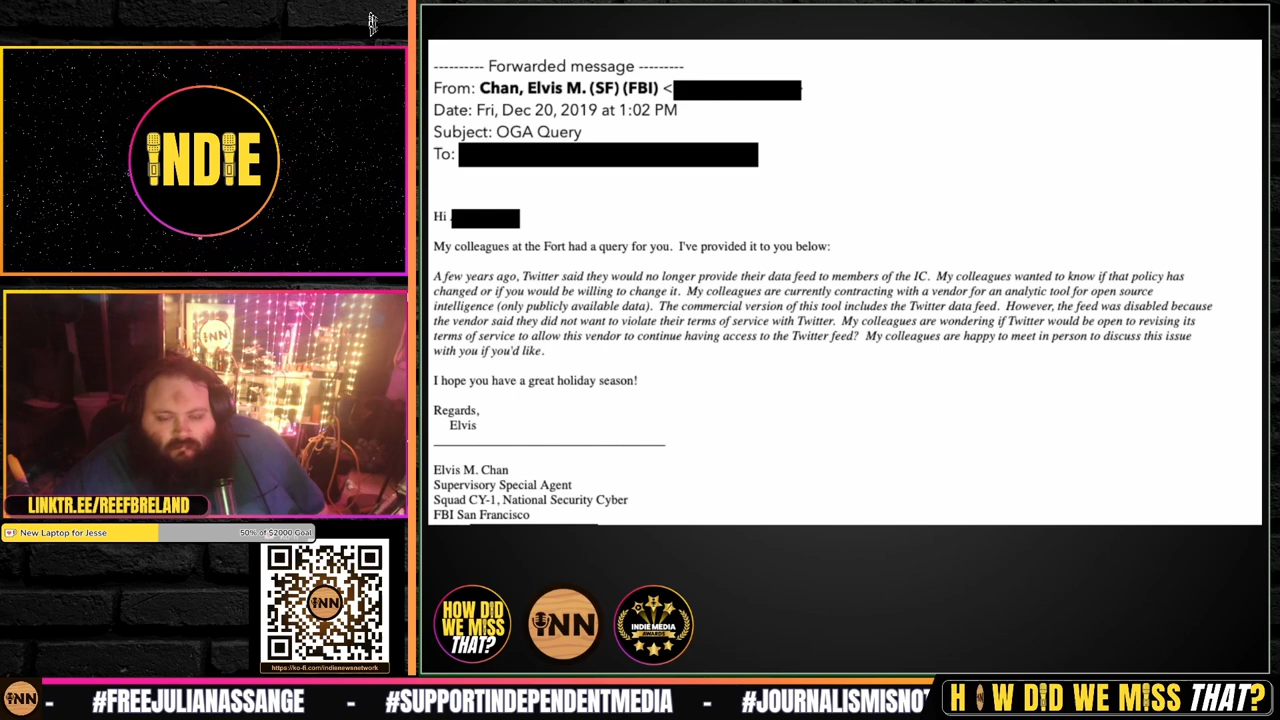 INDIE
INN
LINKTR.EE/REEFBRELAND
New Laptop for Jesse 50% of $2000 Goal
INN
https://ko-fi.com/indienewsnetwork
---------- Forwarded message ---------
From: Chan, Elvis M. (SF) (FBI) <
Date: Fri, Dec 20, 2019 at 1:02 PM
Subject: OGA Query
To:
Hi
My colleagues at the Fort had a query for you. I've provided it to you below:
A few years ago, Twitter said they would no longer provide their data feed to members of the IC. My colleagues wanted to know if that policy has
changed or if you would be willing to change it. My colleagues are currently contracting with a vendor for an analytic tool for open source
intelligence (only publicly available data). The commercial version of this tool includes the Twitter data feed. However, the feed was disabled because
the vendor said they did not want to violate their terms of service with Twitter. My colleagues are wondering if Twitter would be open to revising its
terms of service to allow this vendor to continue having access to the Twitter feed? My colleagues are happy to meet in person to discuss this issue
with you if you'd like.
I hope you have a great holiday season!
Regards,
Elvis
Elvis M. Chan
Supervisory Special Agent
Squad CY-1, National Security Cyber
FBI San Francisco
HOW DID
WE MISS
THAT?
INN
INDIE MEDIA
AWARDS
INN - #FREEJULIANASSANGE - #SUPPORTINDEPENDENTMEDIA - #JOURNALISMISNOT
HOW DID WE MISS THAT?